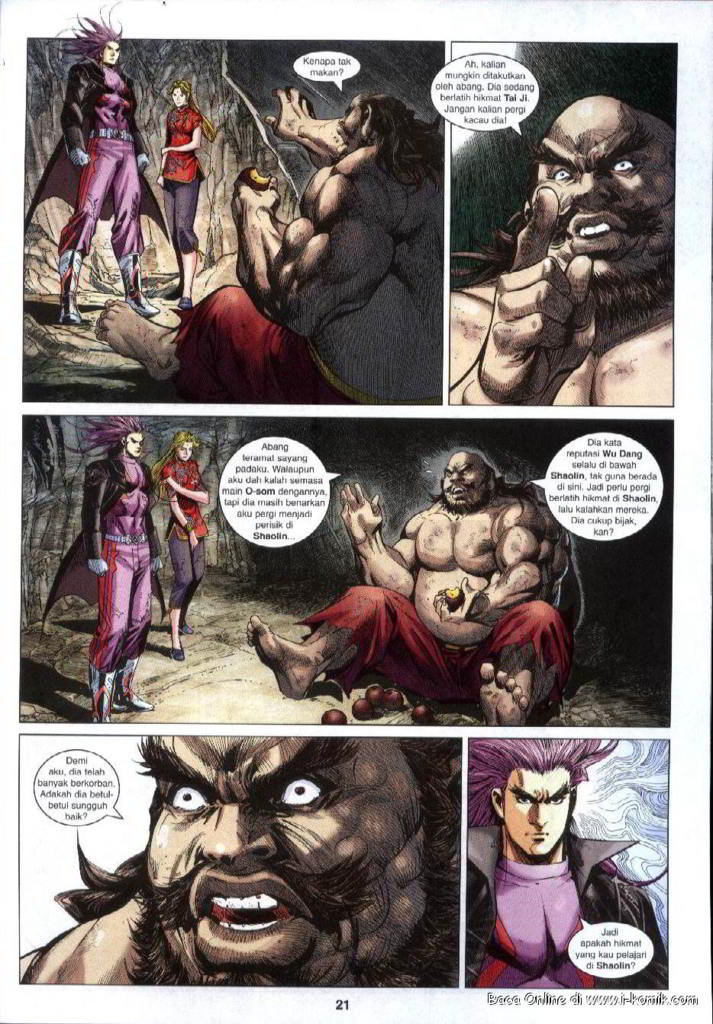 Kenapa tak
makan?
Ah, kalian
mungkin ditakutkan
oleh abang. Dia sedang
berlatih hikmat Tai Ji.
Jangan kalian pergi
kacau dia!
Abang
teramat sayang
padaku. Walaupun
aku dah kalah semasa
main O-som dengannya,
tapi dia masih benarkan
aku pergi menjadi
perisik di
Shaolin...
Dia kata
reputasi Wu Dang
selalu di bawah
Shaolin, tak guna berada
di sini. Jadi perlu pergi
berlatih hikmat di Shaolin,
lalu kalahkan mereka.
Dia cukup bijak,
kan?
Demi
aku, dia telah
banyak berkorban.
Adakah dia betul-
betul sungguh
baik?
Jadi
apakah hikmat
yang kau pelajari
di Shaolin?
21
Baca Online di www.i-komik.com